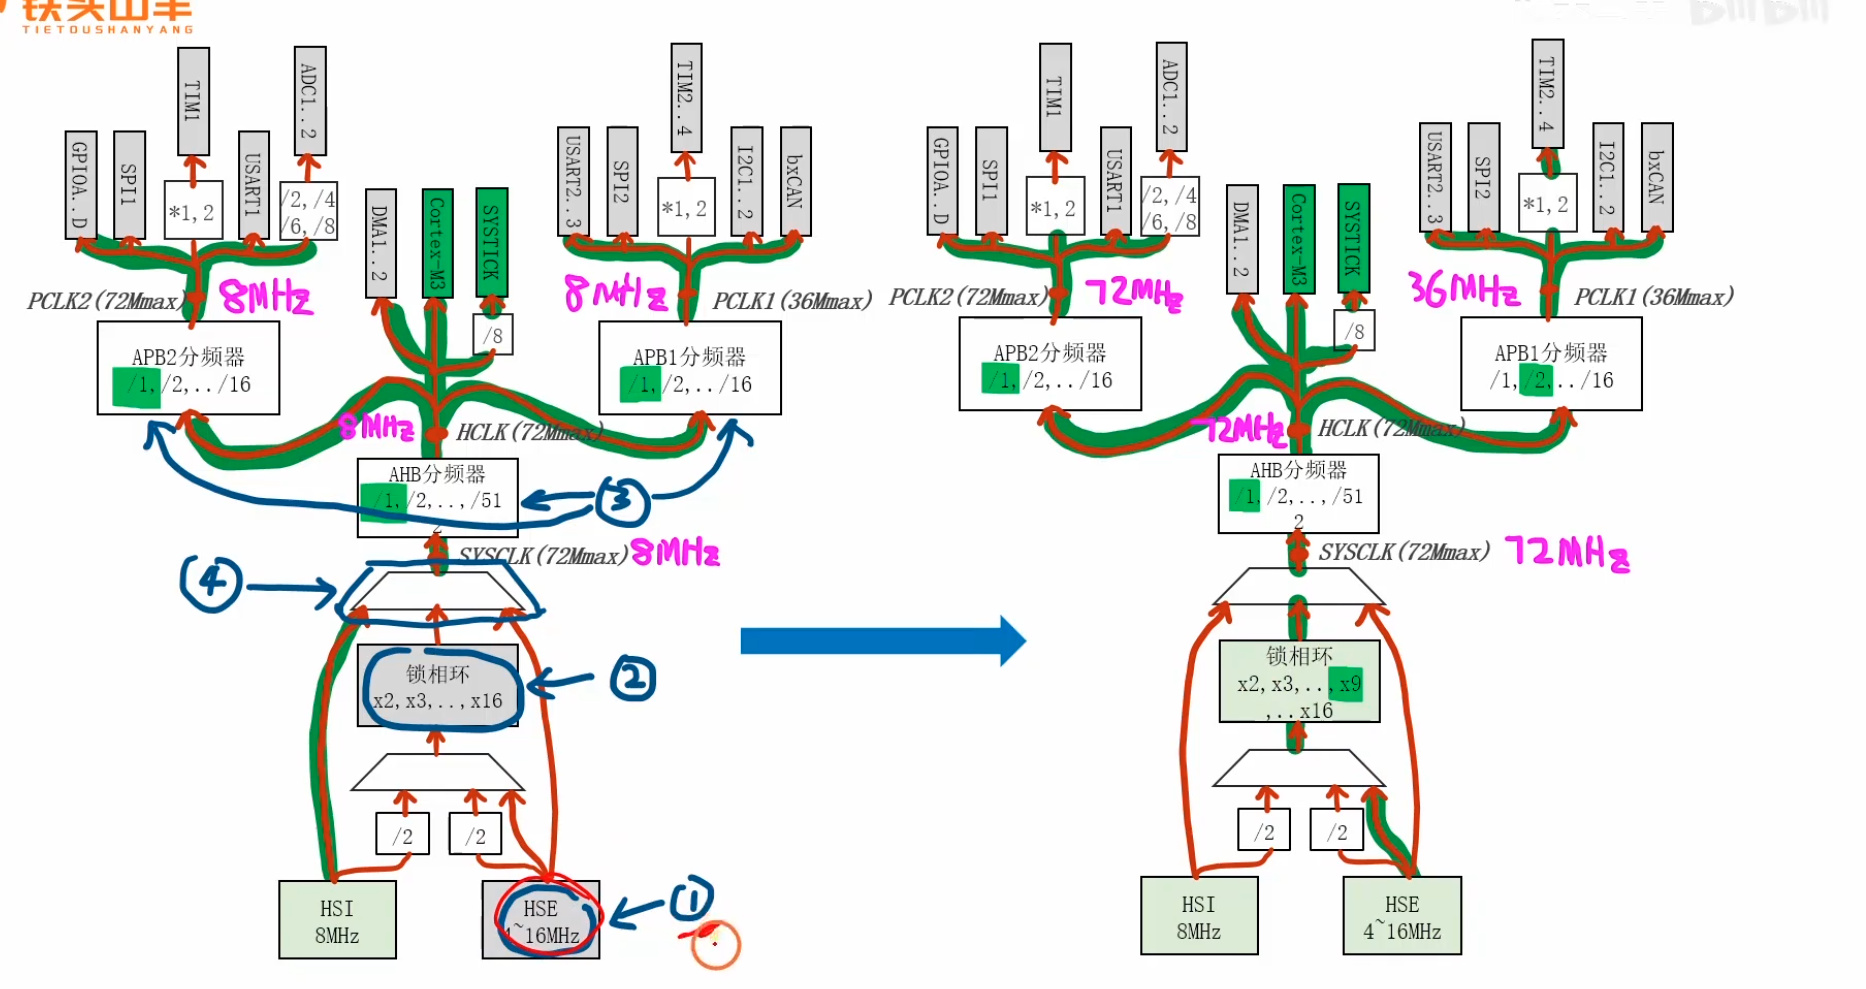 铁头山羊
TIETOUSHANYANG
bilibili
TIM1
ADC1..2
GPIOA..D
SPI1
*1,2
USART1
/2,/4
/6,/8
PCLK2(72Mmax)
8MHz
APB2分频器
/1,/2,../16
DMA1..2
Cortex-M3
SYSTICK
/8
TIM2..4
USART2..3
SPI2
*1,2
I2C1..2
bxCAN
8MHz
PCLK1(36Mmax)
APB1分频器
/1,/2,../16
8MHz
HCLK(72Mmax)
AHB分频器
/1,/2,..,/51
2
③
SYSCLK(72Mmax)
8MHz
④
锁相环
x2,x3,..,x16
②
/2
/2
HSI
8MHz
HSE
4~16MHz
①
TIM1
ADC1..2
GPIOA..D
SPI1
*1,2
USART1
/2,/4
/6,/8
PCLK2(72Mmax)
72MHz
APB2分频器
/1,/2,../16
DMA1..2
Cortex-M3
SYSTICK
/8
TIM2..4
USART2..3
SPI2
*1,2
I2C1..2
bxCAN
36MHz
PCLK1(36Mmax)
APB1分频器
/1,/2,../16
72MHz
HCLK(72Mmax)
AHB分频器
/1,/2,..,/51
2
SYSCLK(72Mmax)
72MHz
锁相环
x2,x3,..,x9
,..x16
/2
/2
HSI
8MHz
HSE
4~16MHz